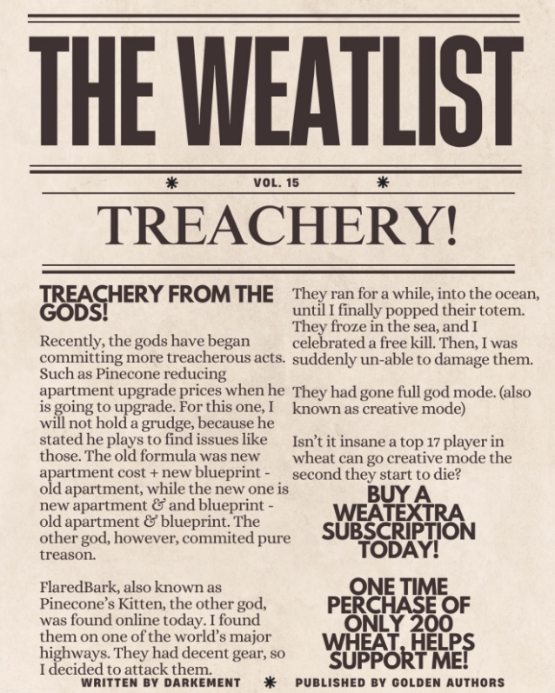 THE WEATLIST
VOL. 15
TREACHERY!
TREACHERY FROM THE
GODS!
Recently, the gods have began
committing more treacherous acts.
Such as Pinecone reducing
apartment upgrade prices when he
is going to upgrade. For this one, I
will not hold a grudge, because he
stated he plays to find issues like
those. The old formula was new
apartment cost + new blueprint -
old apartment, while the new one is
new apartment & and blueprint -
old apartment & blueprint. The
other god, however, commited pure
treason.
FlaredBark, also known as
Pinecone's Kitten, the other god,
was found online today. I found
them on one of the world's major
highways. They had decent gear, so
I decided to attack them.
They ran for a while, into the ocean,
until I finally popped their totem.
They froze in the sea, and I
celebrated a free kill. Then, I was
suddenly un-able to damage them.
They had gone full god mode. (also
known as creative mode)
Isn't it insane a top 17 player in
wheat can go creative mode the
second they start to die?
BUY A
WEATEXTRA
SUBSCRIPTION
TODAY!
ONE TIME
PERCHASE OF
ONLY 200
WHEAT, HELPS
SUPPORT ME!
WRITTEN BY DARKEMENT
PUBLISHED BY GOLDEN AUTHORS